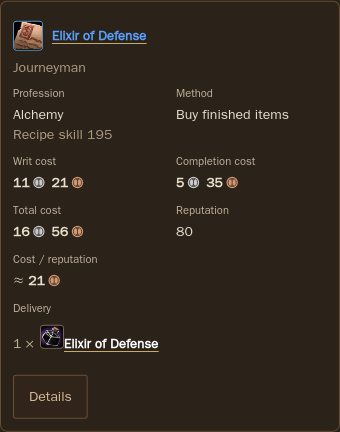 Elixir of Defense
Journeyman
Profession Method
Alchemy Buy finished items
Recipe skill 195
Writ cost Completion cost
11 21 5 35
Total cost Reputation
16 56 80
Cost / reputation
≈ 21
Delivery
1 × Elixir of Defense
Details